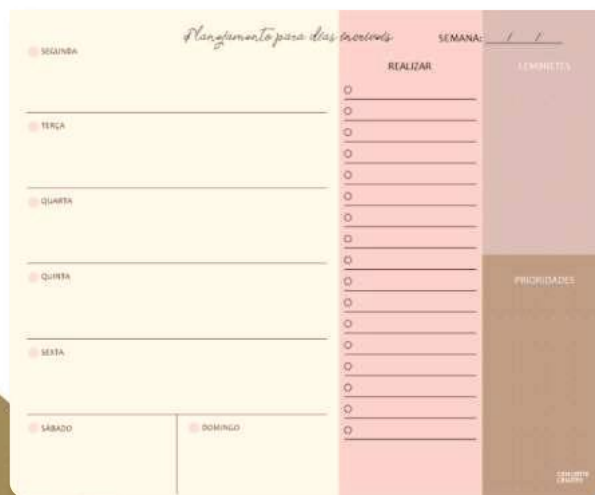 Planejamento para dias incríveis
SEMANA: / /
SEGUNDA
TERÇA
QUARTA
QUINTA
SEXTA
SÁBADO
DOMINGO
REALIZAR
LEMBRETES
PRIORIDADES